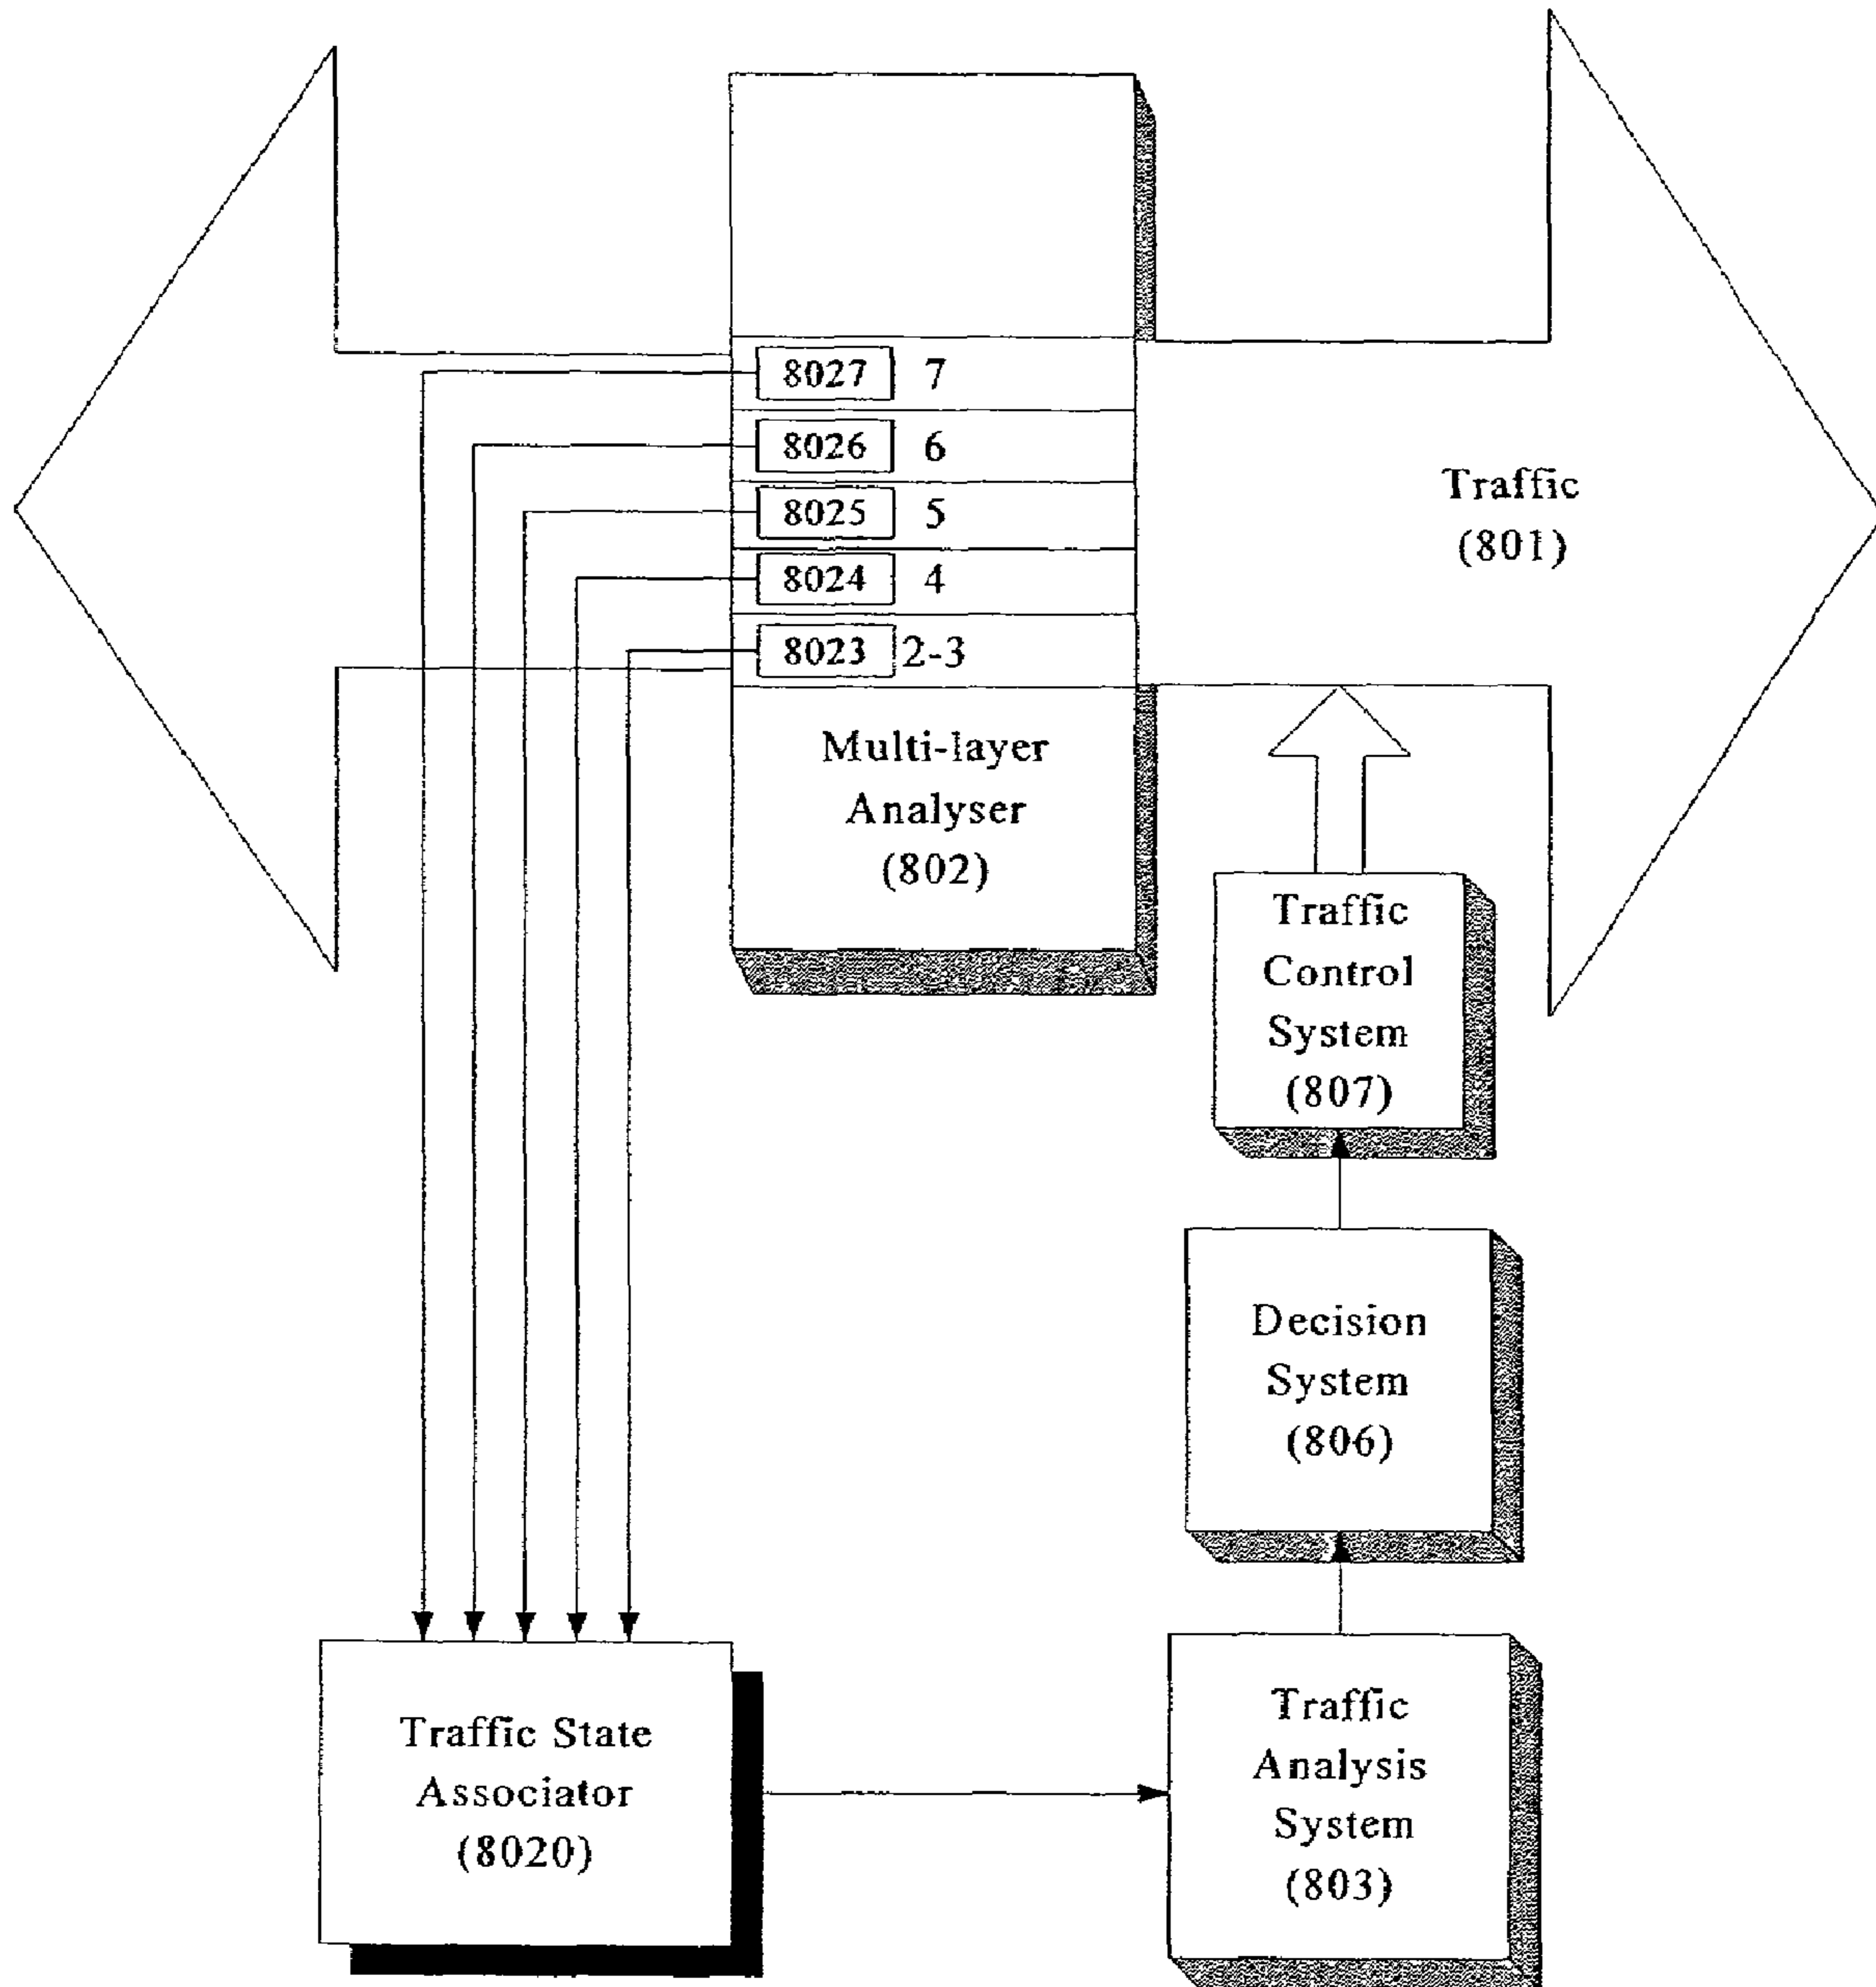 8027 7
8026 6
8025 5
8024 4
8023 2-3
Traffic
(801)
Multi-layer
Analyser
(802)
Traffic
Control
System
(807)
Decision
System
(806)
Traffic State
Associator
(8020)
Traffic
Analysis
System
(803)